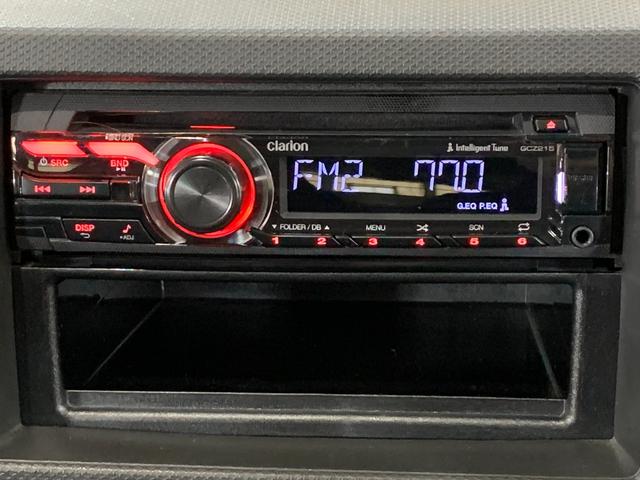 clarion
Intelligent Tune
GCZ215
SRC
BND
FM2 77.0
G.EQ P.EQ
DISP
♪
+ADJ
▼ FOLDER / DB ▲
MENU
SCN
1 2 3 4 5 6